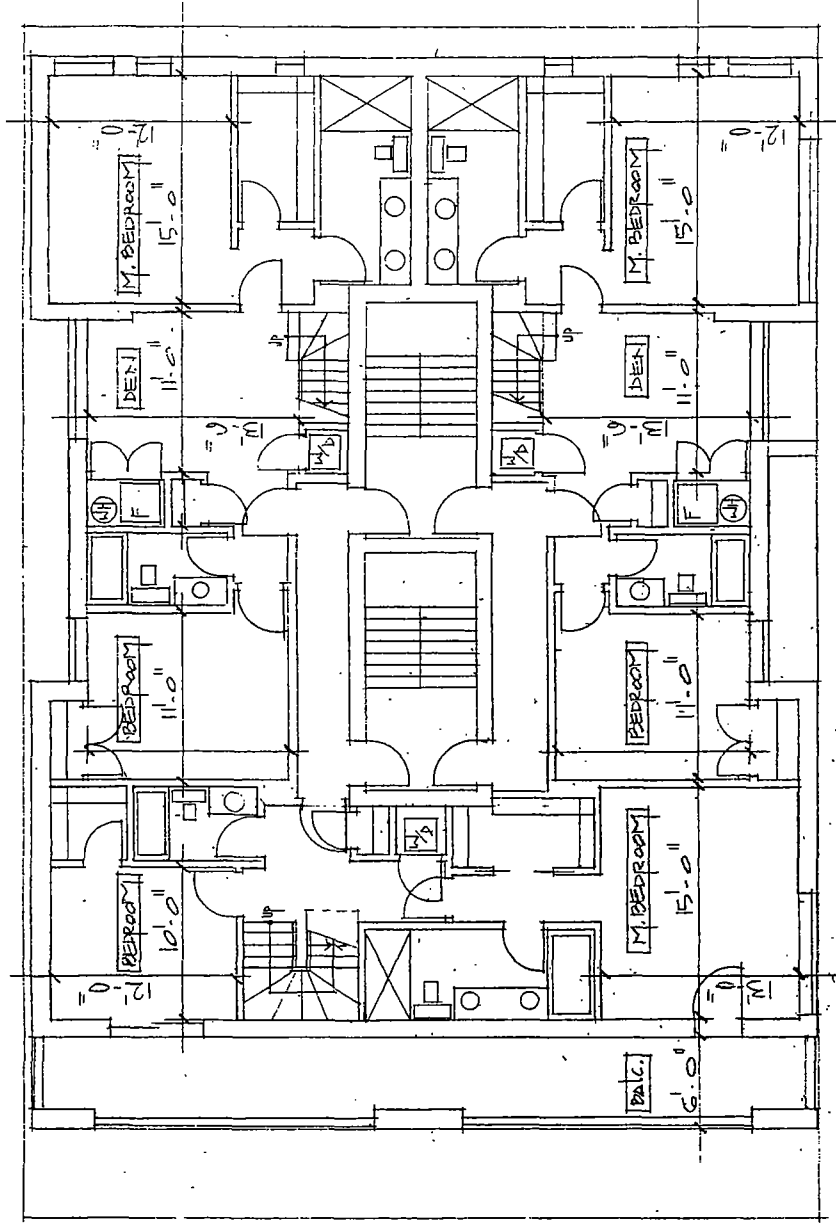 12'-0"
M. BEDROOM
15'-0"
12'-0"
M. BEDROOM
15'-0"
DEN
11'-0"
UP
UP
DEN
11'-0"
13'-6"
W/D
W/D
13'-6"
WH
F
F
WH
BEDROOM
11'-0"
BEDROOM
11'-0"
W/D
BEDROOM
10'-0"
UP
M. BEDROOM
15'-0"
12'-0"
13'-0"
BALC.
6'-0"